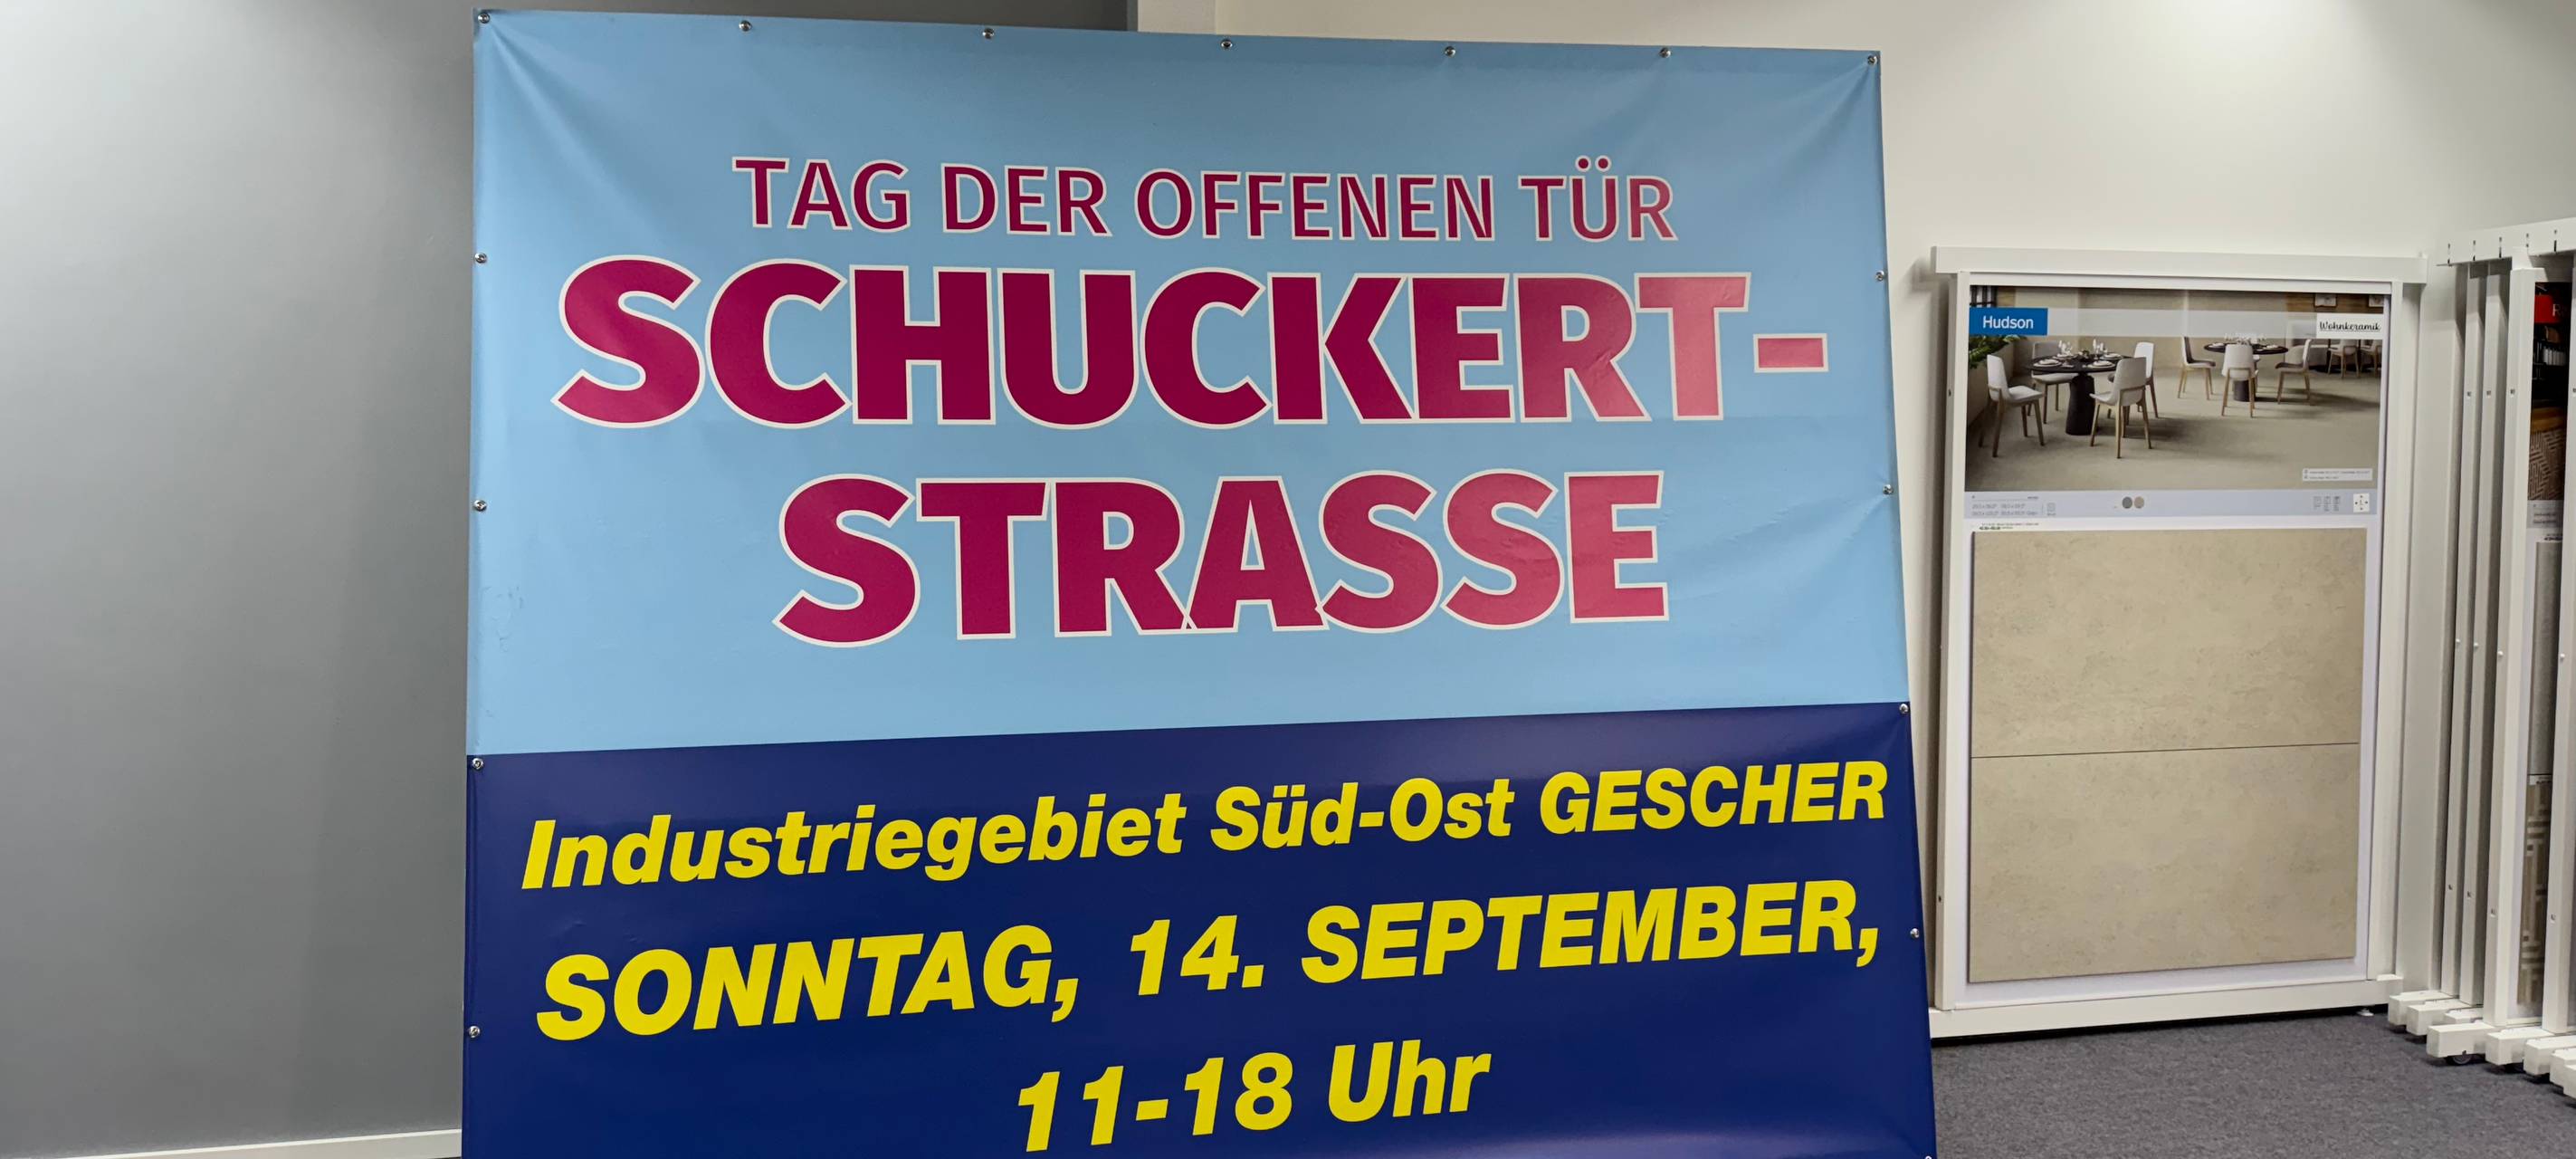 TAG DER OFFENEN TÜR
SCHUCKERT-
STRASSE
Industriegebiet Süd-Ost GESCHER
SONNTAG, 14. SEPTEMBER,
11-18 Uhr
Hudson
Wohnkeramik